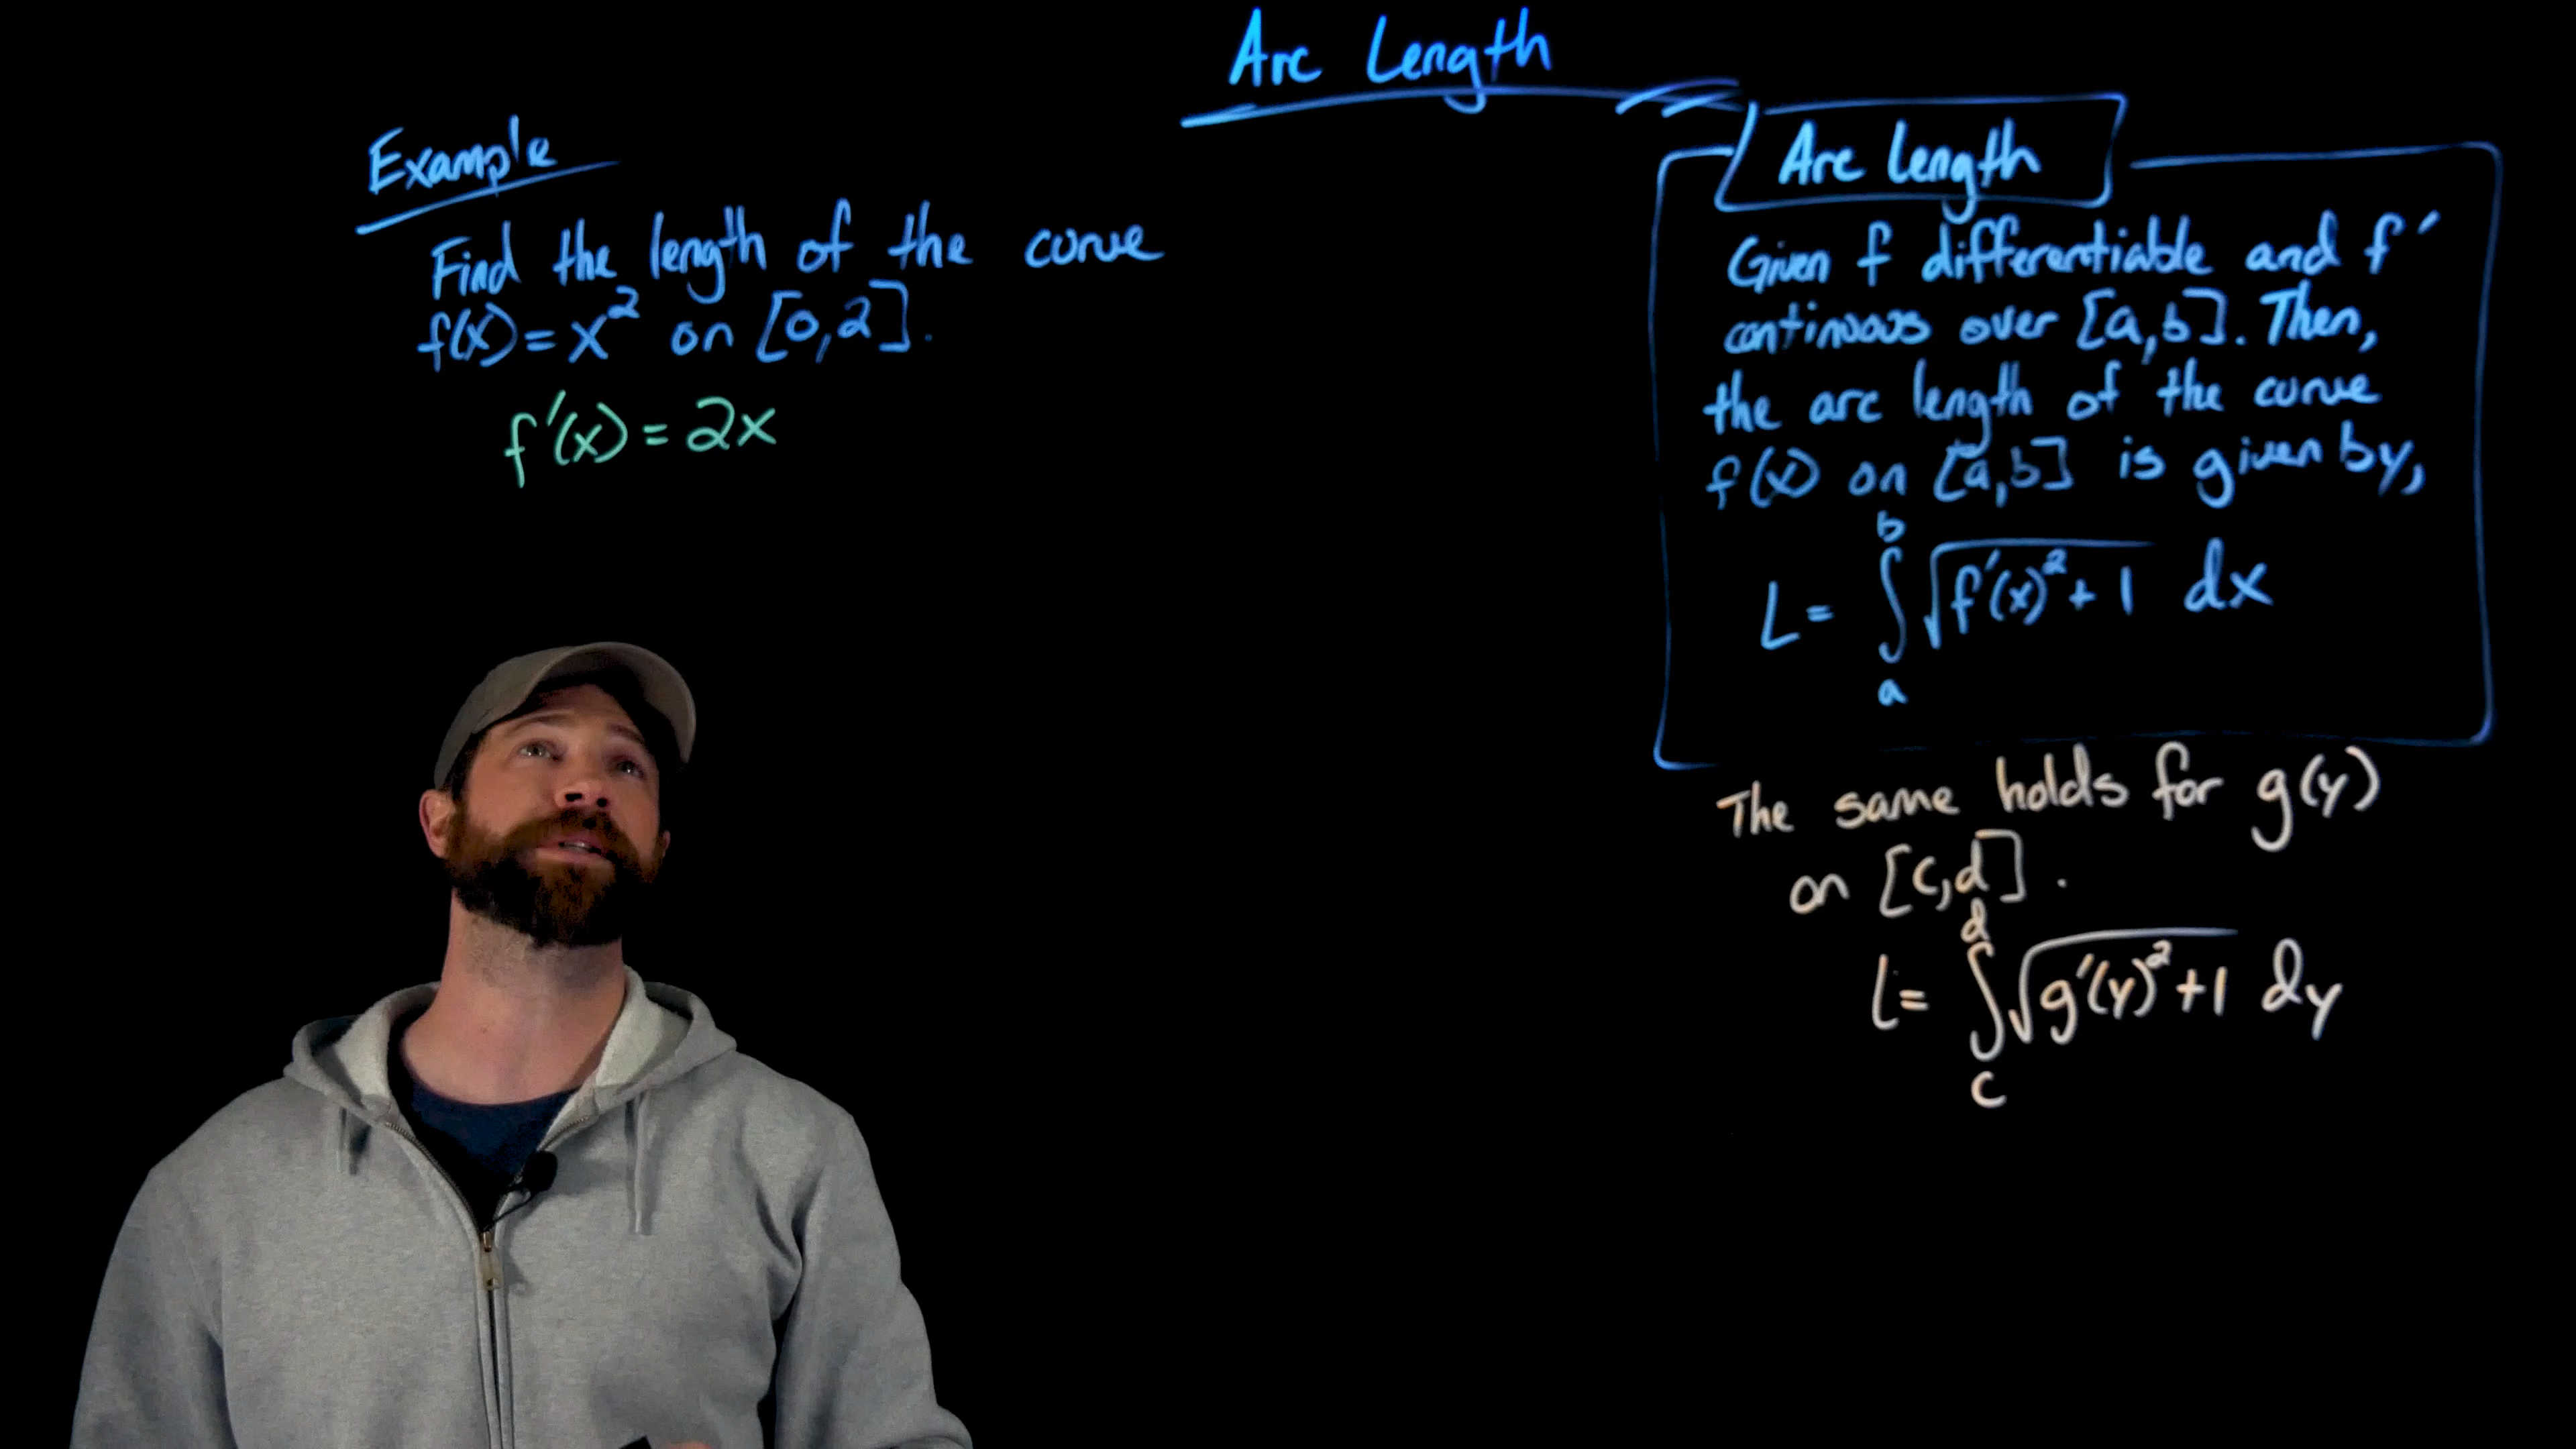 Arc Length
Example
Find the length of the curve
f(x) = x² on [0,2].
f'(x) = 2x
Arc Length
Given f differentiable and f'
continuous over [a,b]. Then,
the arc length of the curve
f(x) on [a,b] is given by,
L = ∫_a^b √(f'(x)² + 1) dx
The same holds for g(y)
on [c,d].
L = ∫_c^d √(g'(y)² + 1) dy